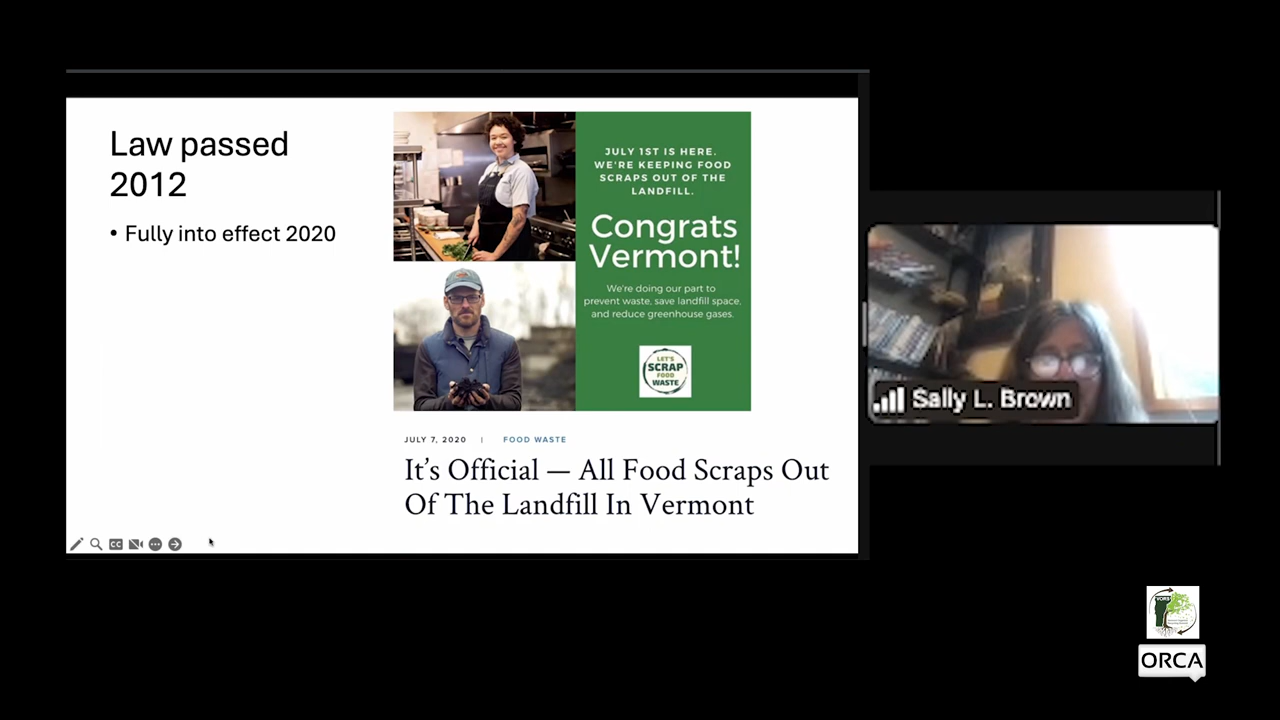 Law passed
2012
• Fully into effect 2020
JULY 1ST IS HERE.
WE'RE KEEPING FOOD
SCRAPS OUT OF THE
LANDFILL.
Congrats
Vermont!
We're doing our part to
prevent waste, save landfill space,
and reduce greenhouse gases.
LET'S
SCRAP
FOOD
WASTE
JULY 7, 2020 | FOOD WASTE
It's Official — All Food Scraps Out
Of The Landfill In Vermont
CC
Sally L. Brown
ORCA